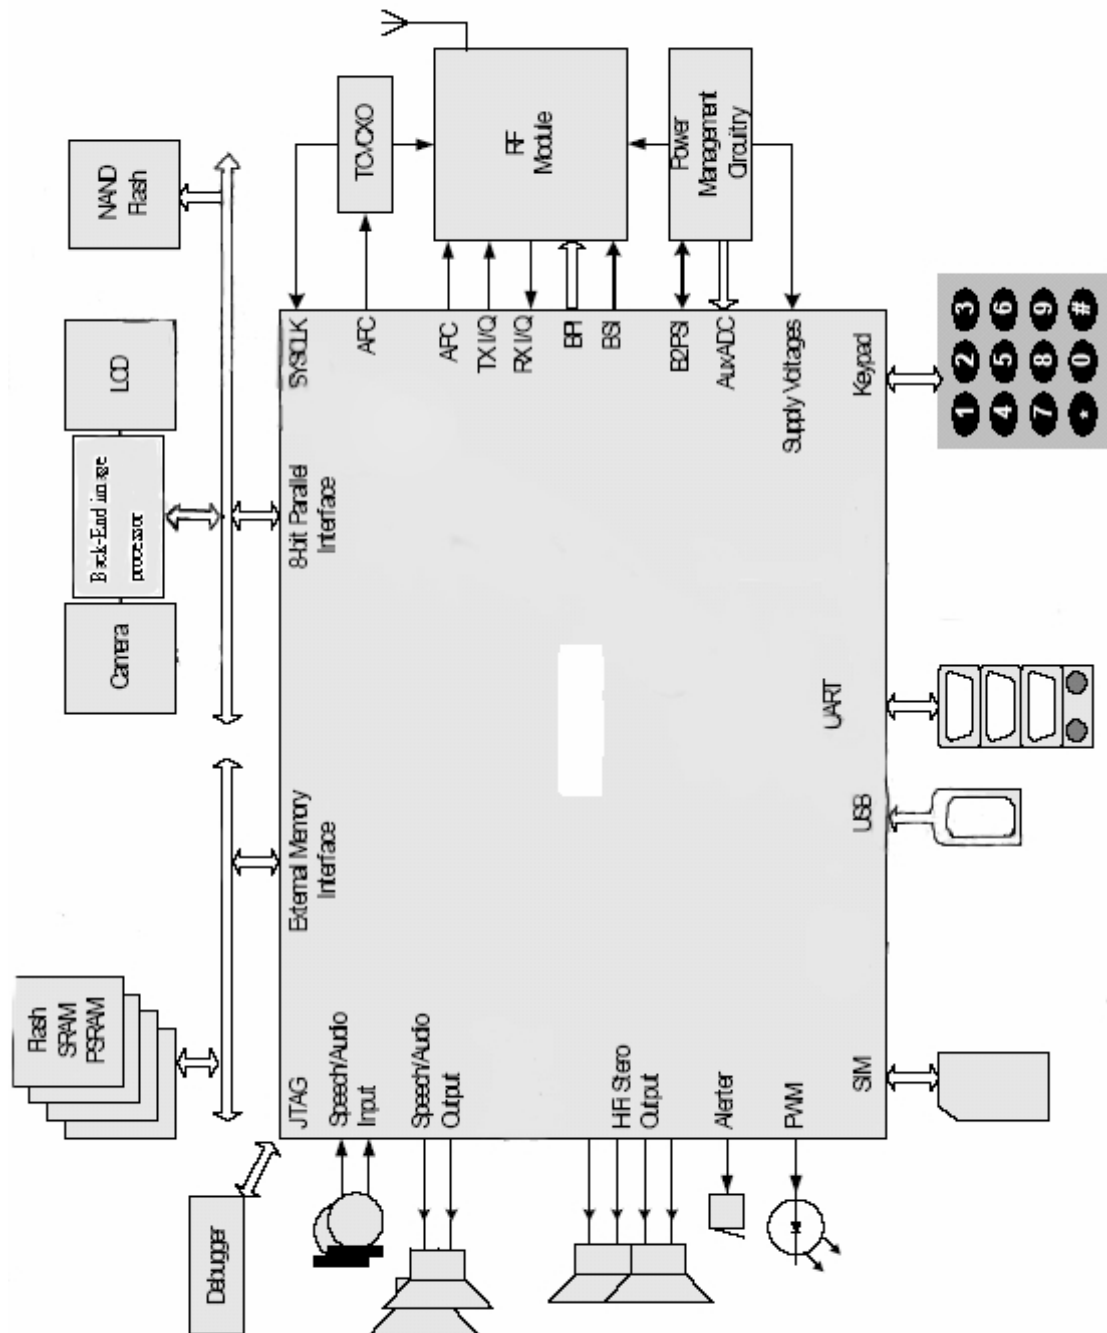 TCVCXO
RF
Module
Power
Management
Circuitry
NAND
Flash
LCD
Back-End image
processor
Camera
SYSCLK
AFC
AFC
TX I/Q
RX I/Q
BPI
BSI
B2PSI
AuxADC
Supply Voltages
8-bit Parallel
Interface
External Memory
Interface
Keypad
1 2 3
4 5 6
7 8 9
* 0 #
UART
USB
SIM
Flash
SRAM
PSRAM
JTAG
Speech/Audio
Input
Speech/Audio
Output
HiFi Stero
Output
Alerter
PWM
Debugger